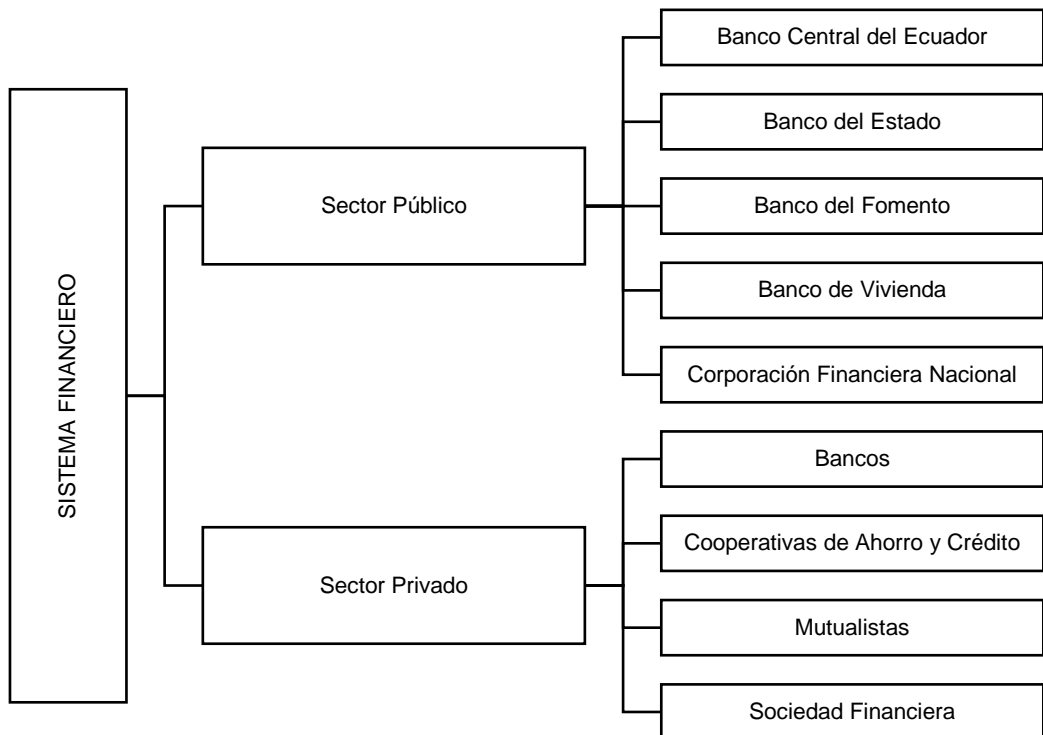 SISTEMA FINANCIERO
Sector Público
Banco Central del Ecuador
Banco del Estado
Banco del Fomento
Banco de Vivienda
Corporación Financiera Nacional
Sector Privado
Bancos
Cooperativas de Ahorro y Crédito
Mutualistas
Sociedad Financiera